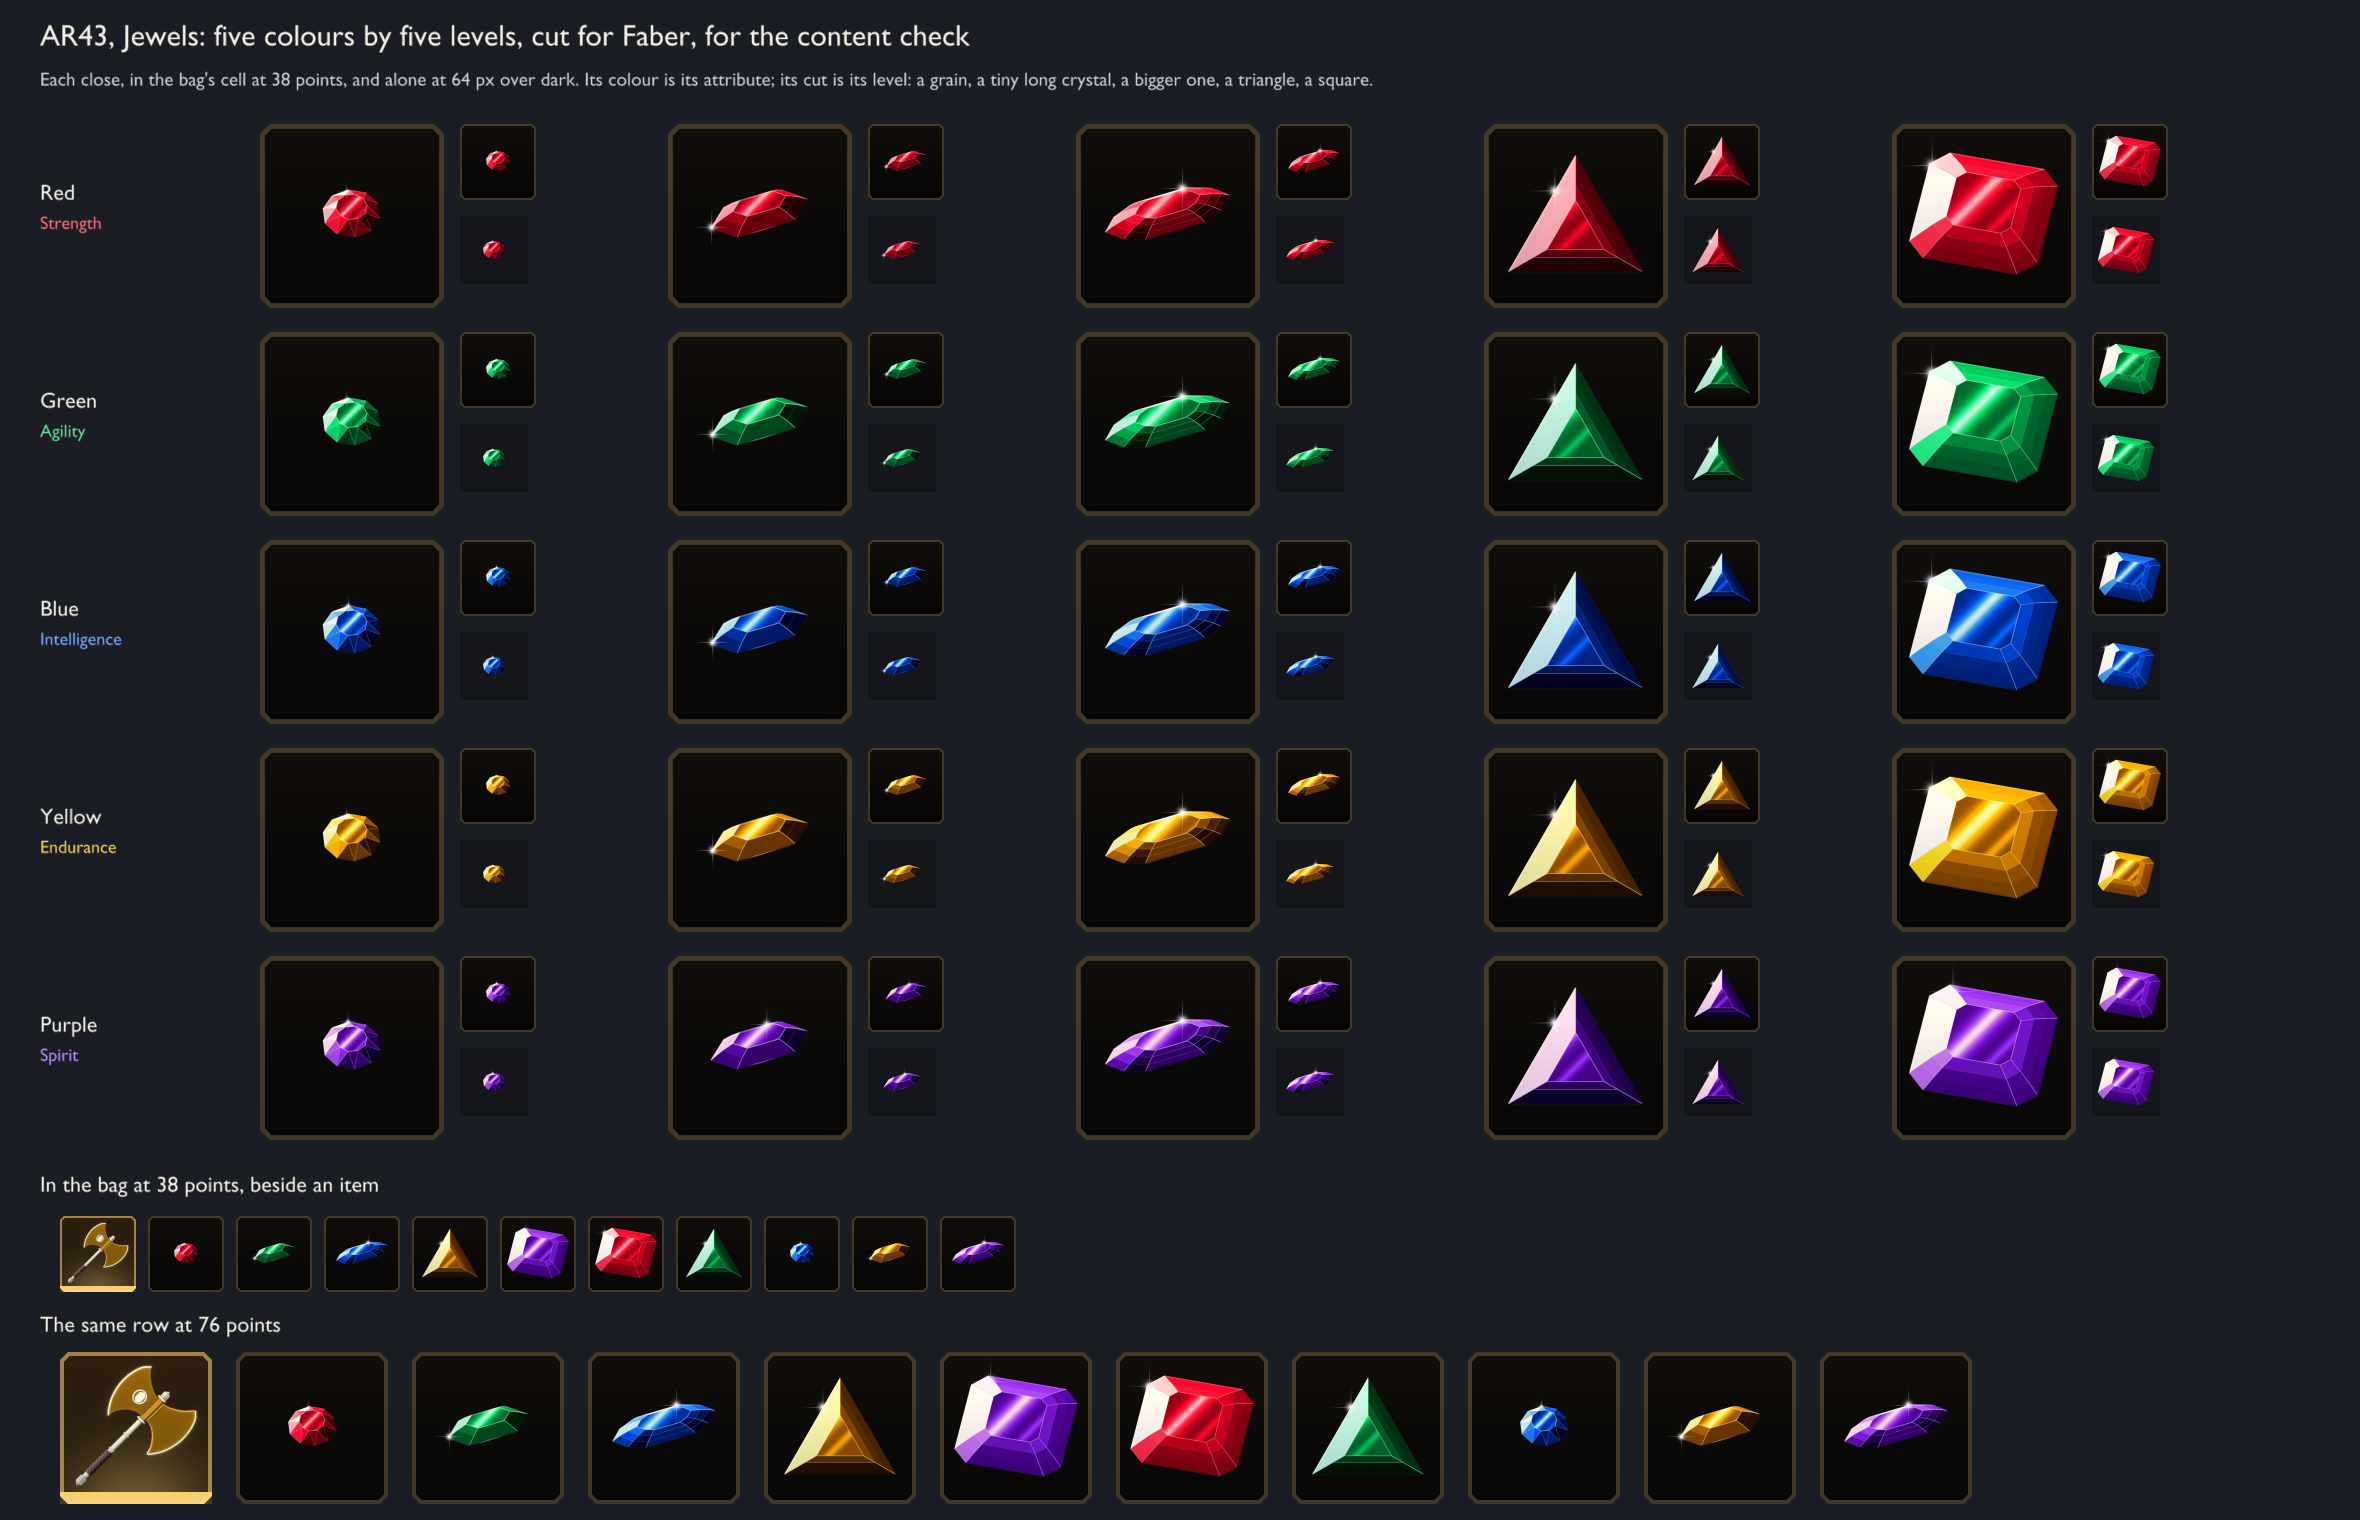 AR43, Jewels: five colours by five levels, cut for Faber, for the content check
Each close, in the bag's cell at 38 points, and alone at 64 px over dark. Its colour is its attribute; its cut is its level: a grain, a tiny long crystal, a bigger one, a triangle, a square.
Red
Strength
Green
Agility
Blue
Intelligence
Yellow
Endurance
Purple
Spirit
In the bag at 38 points, beside an item
The same row at 76 points